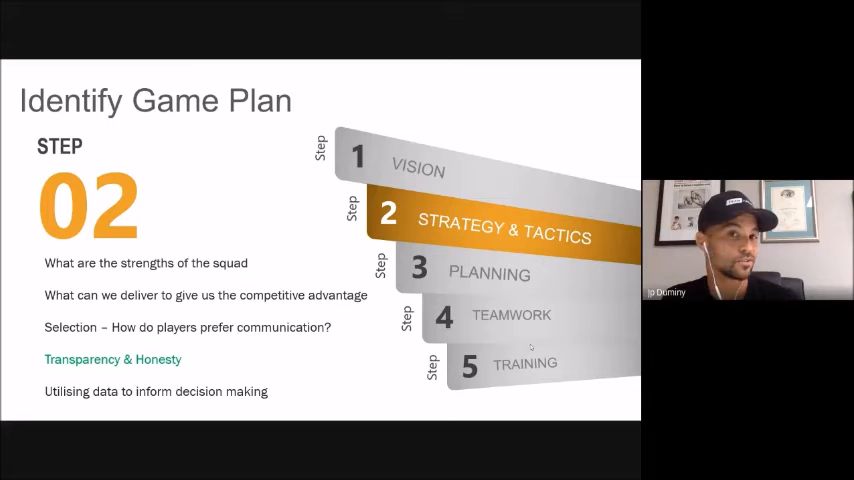 Identify Game Plan
STEP
02
What are the strengths of the squad
What can we deliver to give us the competitive advantage
Selection – How do players prefer communication?
Transparency & Honesty
Utilising data to inform decision making
Step 1 VISION
Step 2 STRATEGY & TACTICS
Step 3 PLANNING
Step 4 TEAMWORK
Step 5 TRAINING
Jp Duminy